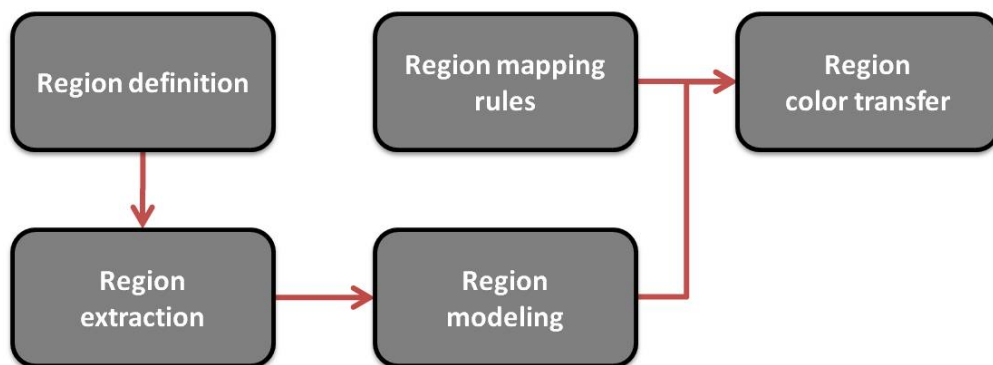 Region definition
Region mapping
rules
Region
color transfer
Region
extraction
Region
modeling